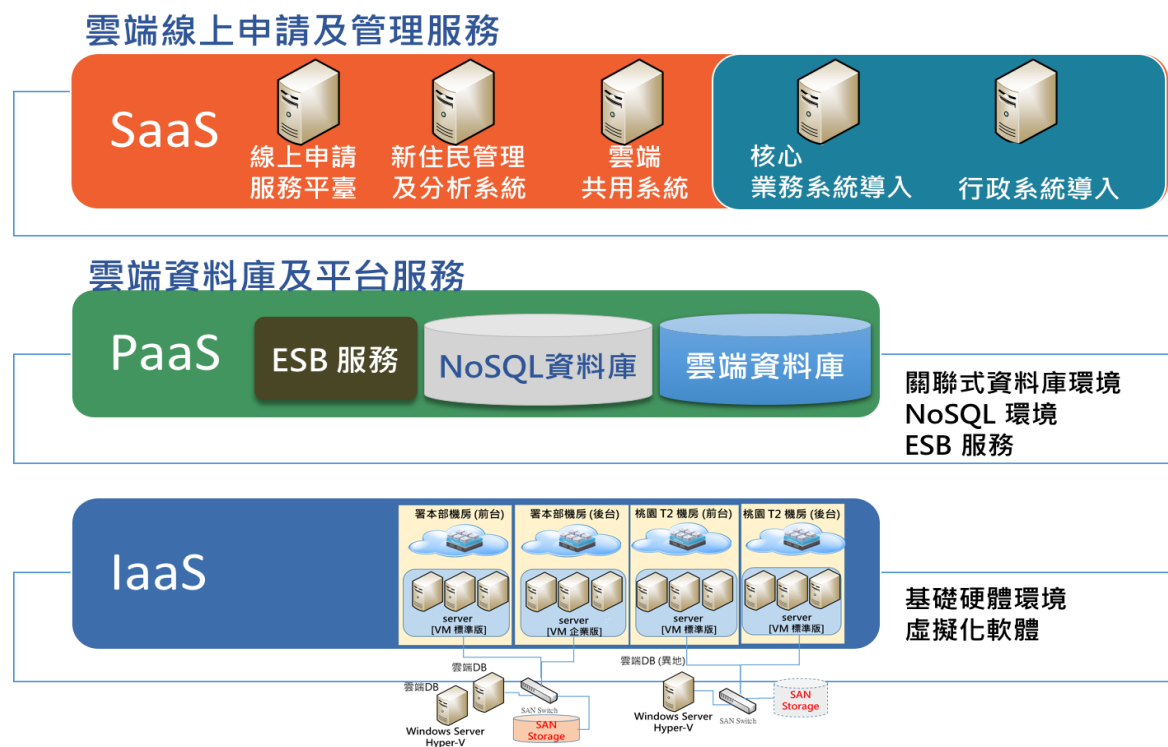 雲端線上申請及管理服務
SaaS
線上申請
服務平臺
新住民管理
及分析系統
雲端
共用系統
核心
業務系統導入
行政系統導入
雲端資料庫及平台服務
PaaS
ESB 服務
NoSQL資料庫
雲端資料庫
關聯式資料庫環境
NoSQL 環境
ESB 服務
IaaS
署本部機房 (前台)
署本部機房 (後台)
桃園 T2 機房 (前台)
桃園 T2 機房 (後台)
server
[VM 標準版]
server
[VM 企業版]
server
[VM 標準版]
server
[VM 標準版]
基礎硬體環境
虛擬化軟體
雲端DB
雲端DB
Windows Server
Hyper-V
SAN Switch
SAN
Storage
雲端DB (異地)
Windows Server
Hyper-V
SAN Switch
SAN
Storage